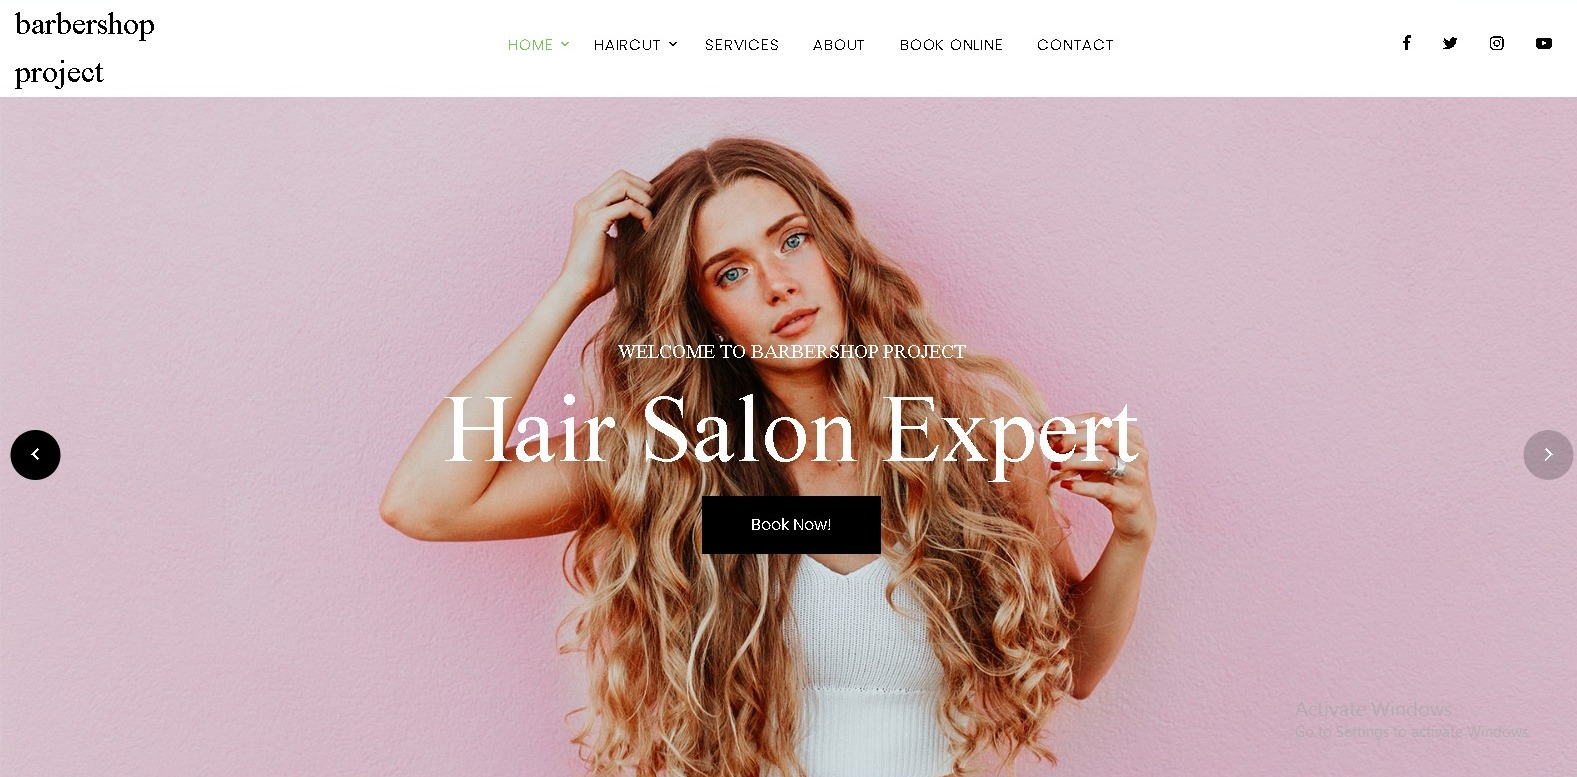 barbershop
project
HOME HAIRCUT SERVICES ABOUT BOOK ONLINE CONTACT
WELCOME TO BARBERSHOP PROJECT
Hair Salon Expert
Book Now!
Activate Windows
Go to Settings to activate Windows.